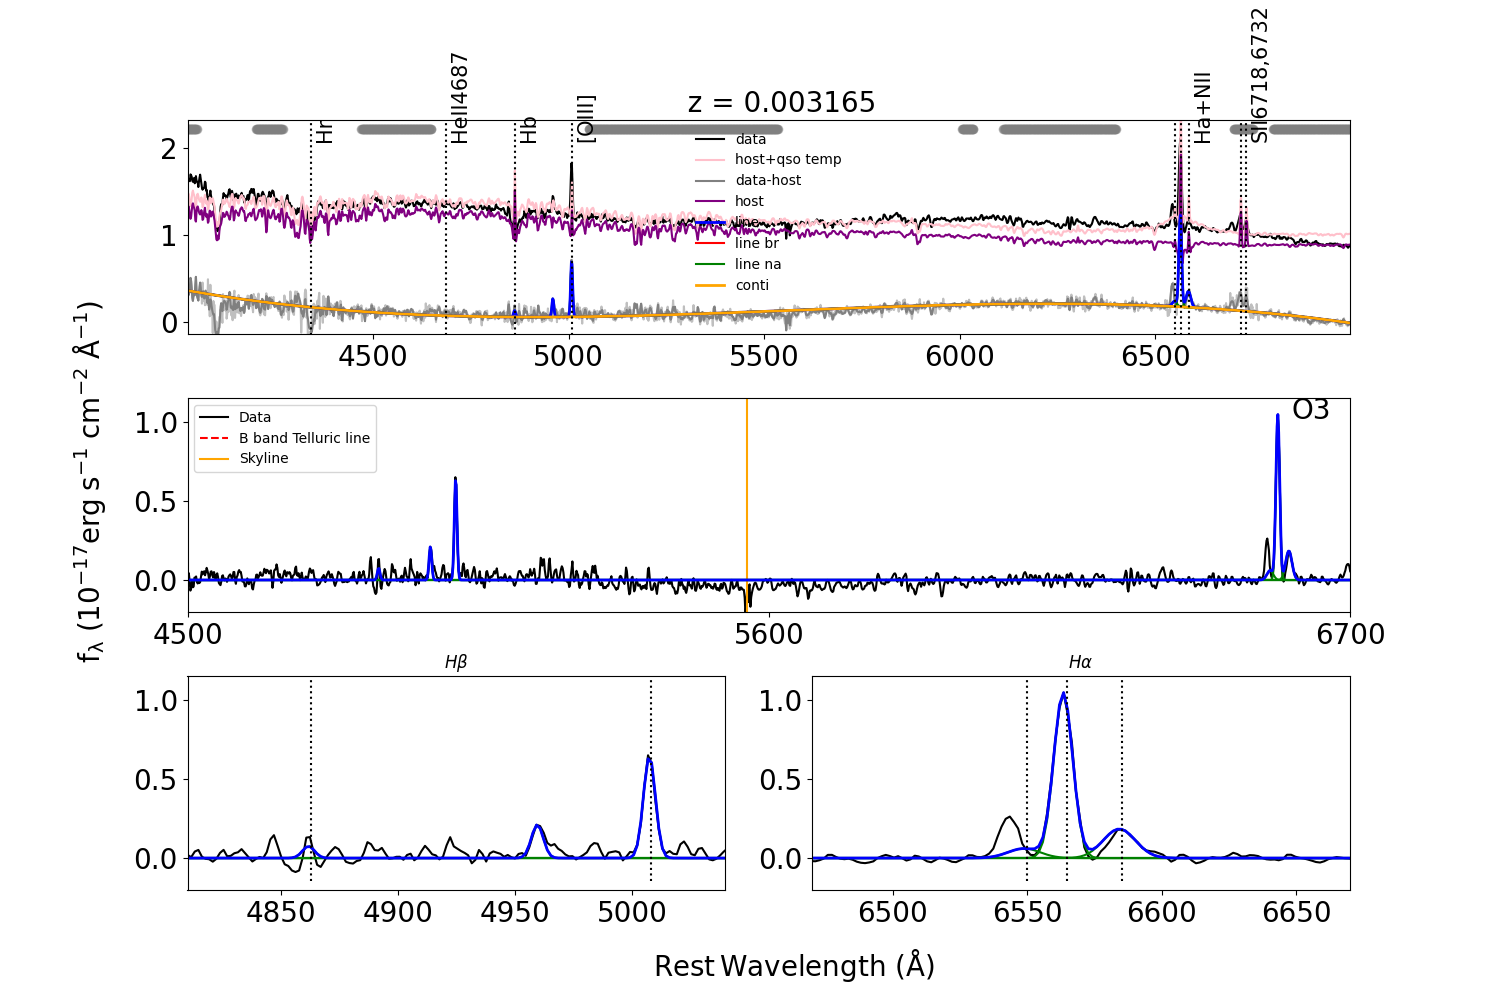 z = 0.003165
Hr
HeII4687
Hb
[OIII]
Ha+NII
SII6718,6732
data
host+qso temp
data-host
host
line
line br
line na
conti
2
1
0
4500
5000
5500
6000
6500
f_λ (10^{-17}erg s^{-1} cm^{-2} Å^{-1})
Data
B band Telluric line
Skyline
O3
1.0
0.5
0.0
4500
5600
6700
Hβ
1.0
0.5
0.0
4850
4900
4950
5000
Hα
1.0
0.5
0.0
6500
6550
6600
6650
Rest Wavelength (Å)